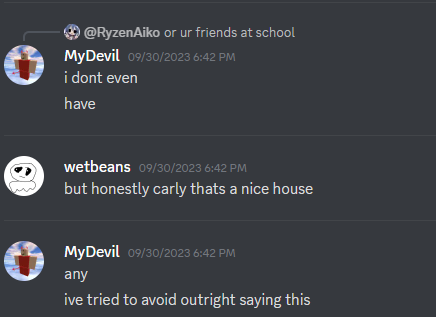 @RyzenAiko or ur friends at school
MyDevil 09/30/2023 6:42 PM
i dont even
have
wetbeans 09/30/2023 6:42 PM
but honestly carly thats a nice house
MyDevil 09/30/2023 6:42 PM
any
ive tried to avoid outright saying this